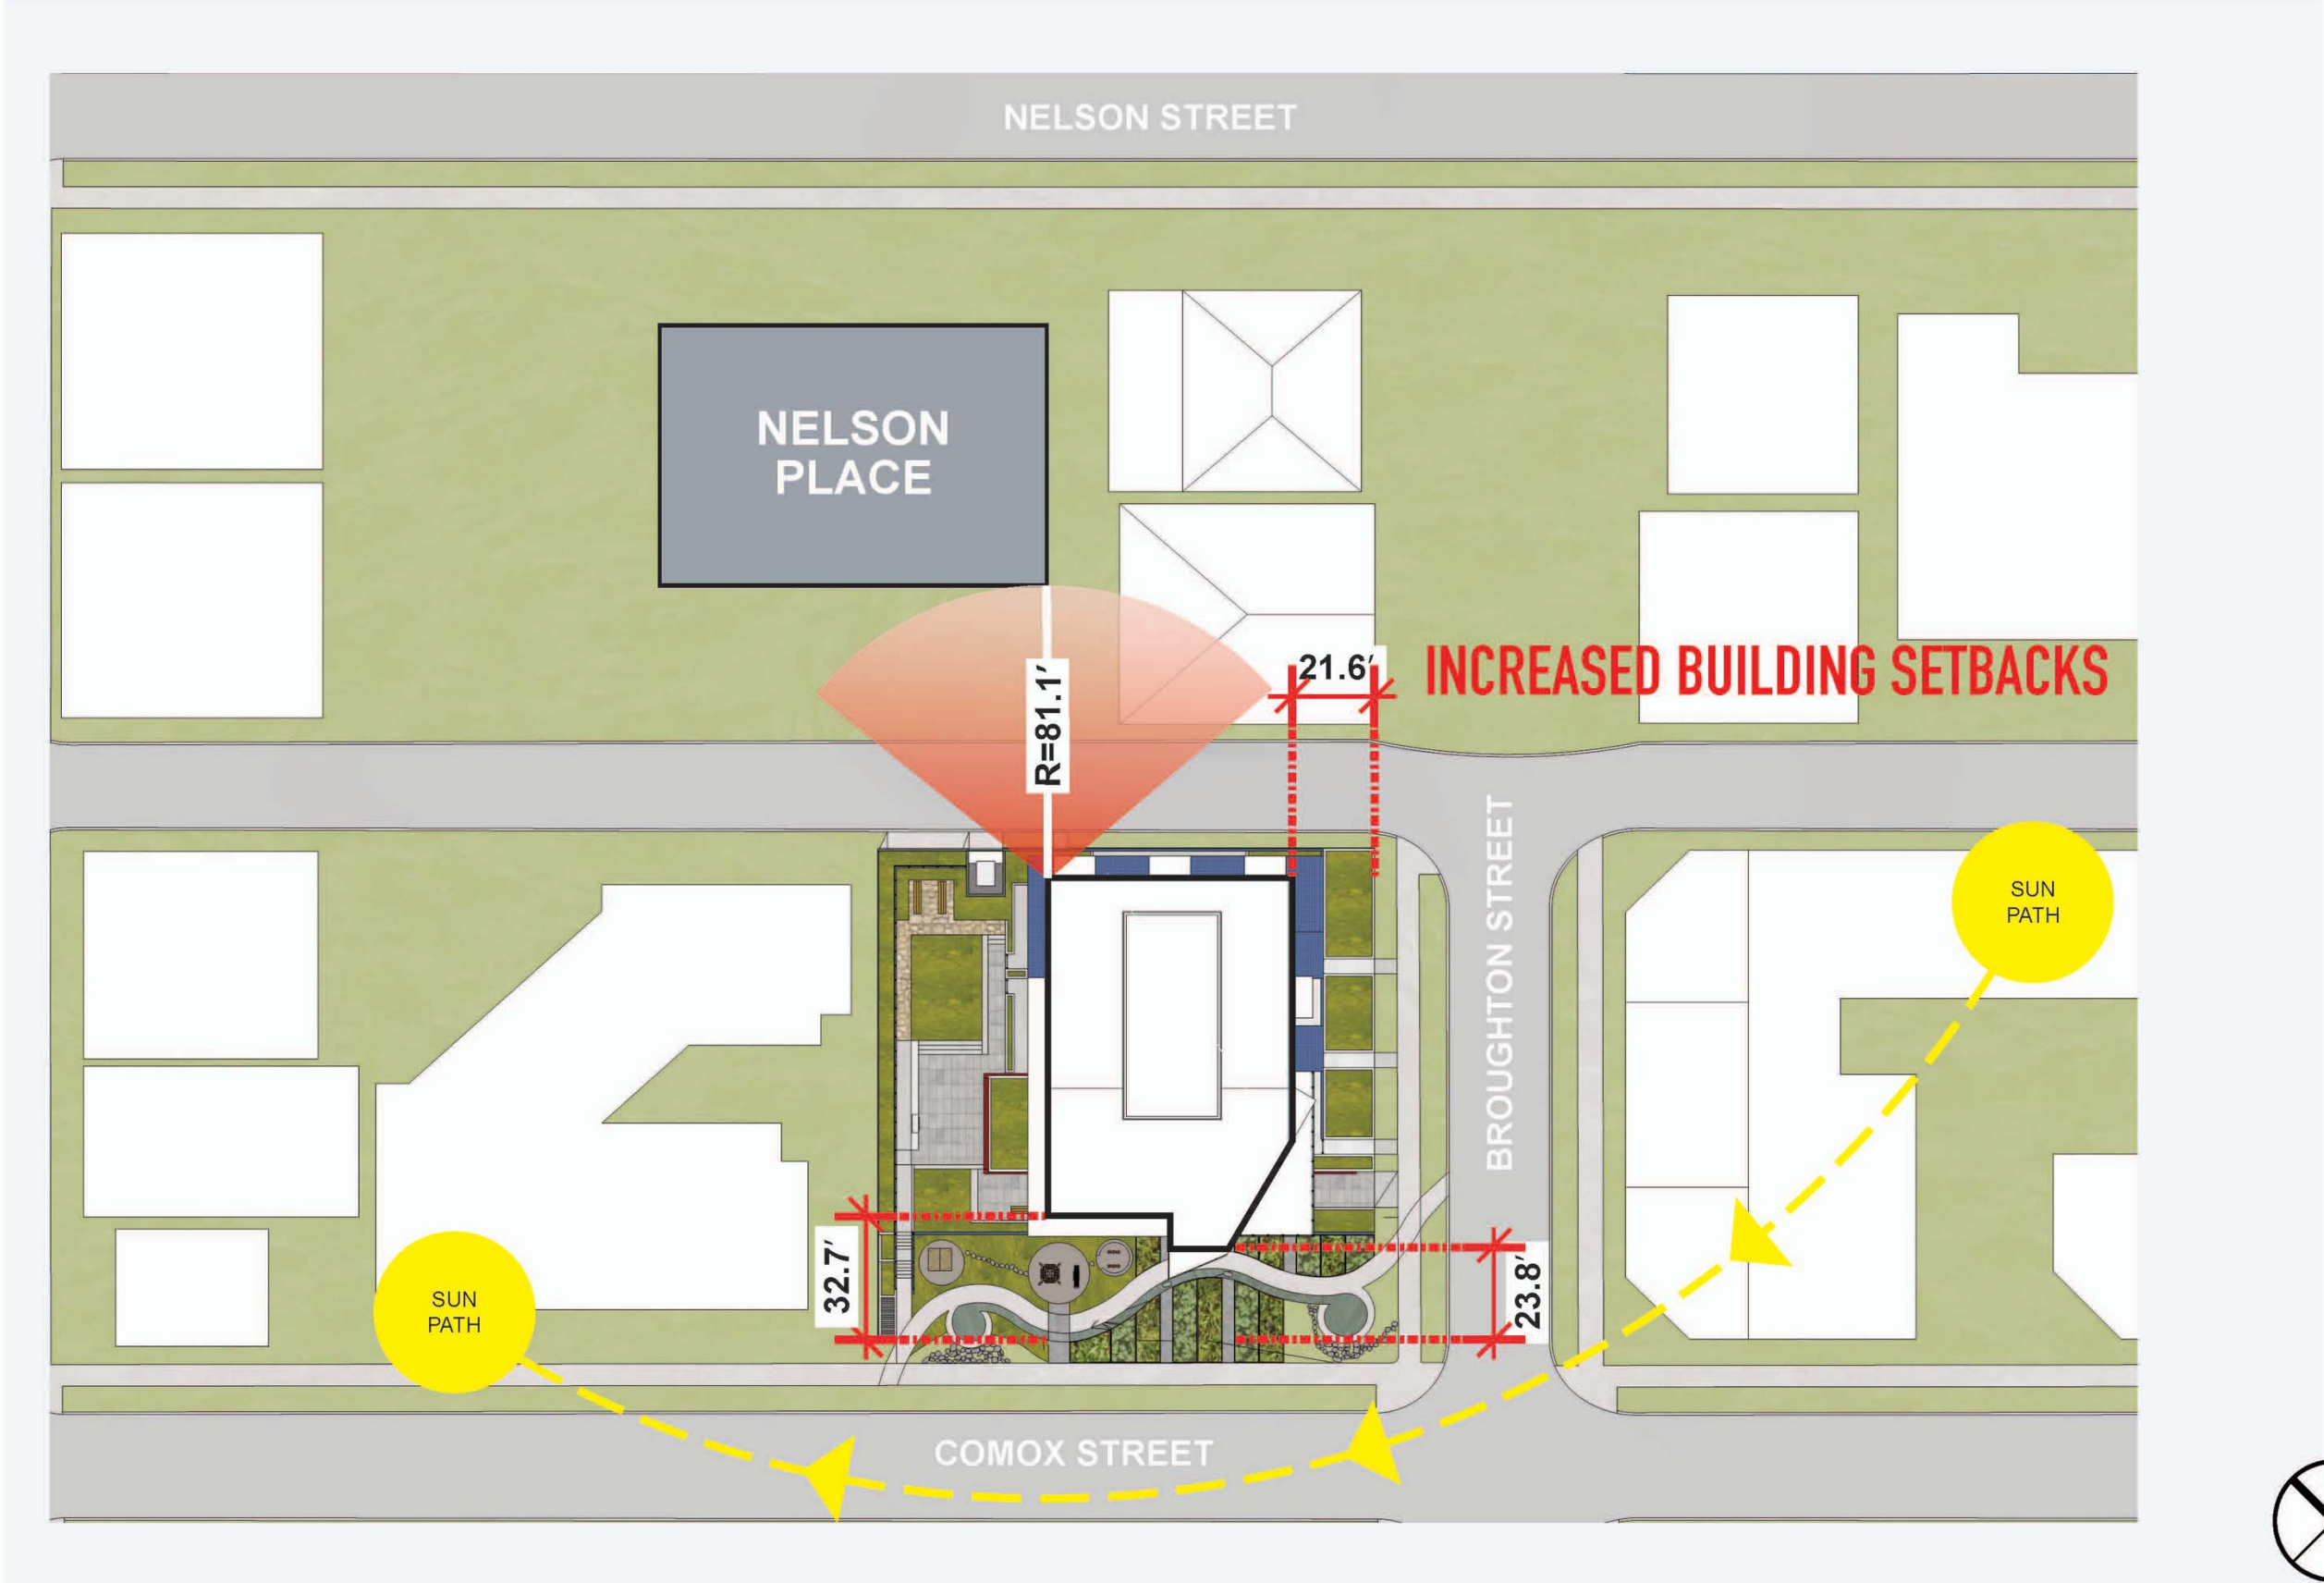 NELSON STREET
NELSON
PLACE
R=81.1′
21.6′
INCREASED BUILDING SETBACKS
BROUGHTON STREET
SUN
PATH
32.7′
23.8′
SUN
PATH
COMOX STREET